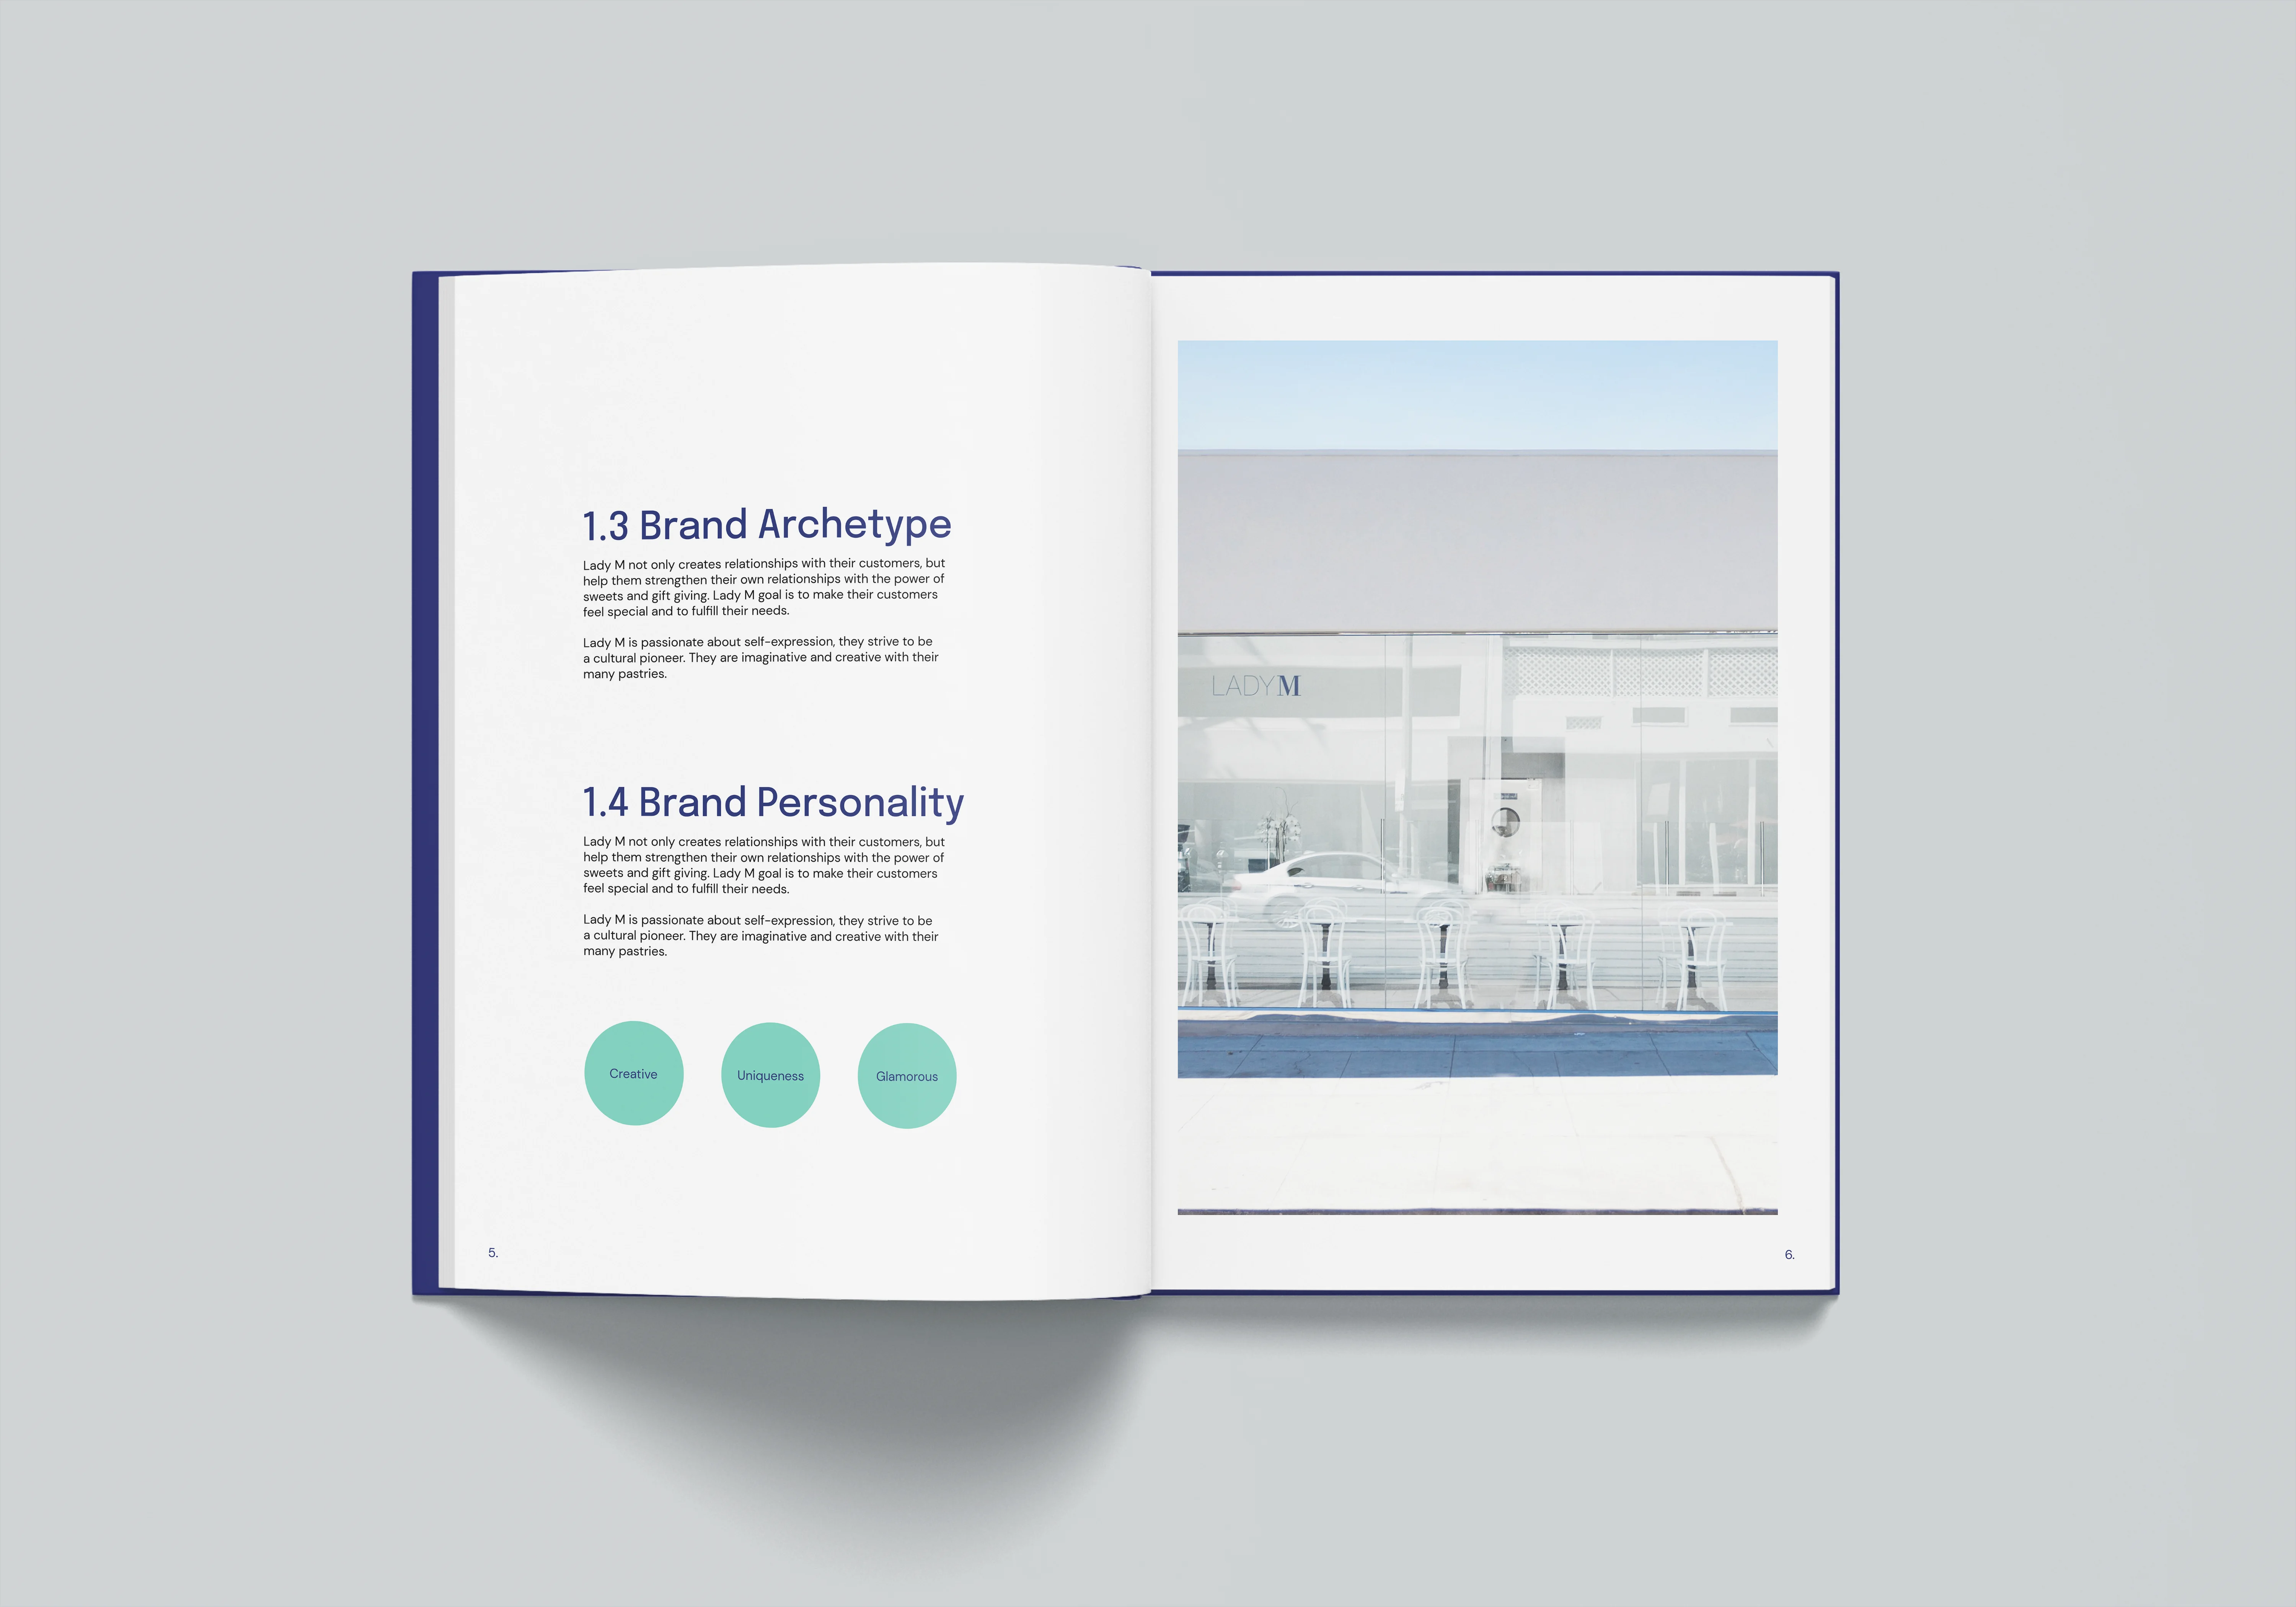 1.3 Brand Archetype
Lady M not only creates relationships with their customers, but
help them strengthen their own relationships with the power of
sweets and gift giving. Lady M goal is to make their customers
feel special and to fulfill their needs.
Lady M is passionate about self-expression, they strive to be
a cultural pioneer. They are imaginative and creative with their
many pastries.
1.4 Brand Personality
Lady M not only creates relationships with their customers, but
help them strengthen their own relationships with the power of
sweets and gift giving. Lady M goal is to make their customers
feel special and to fulfill their needs.
Lady M is passionate about self-expression, they strive to be
a cultural pioneer. They are imaginative and creative with their
many pastries.
Creative
Uniqueness
Glamorous
5.
LADYM
6.